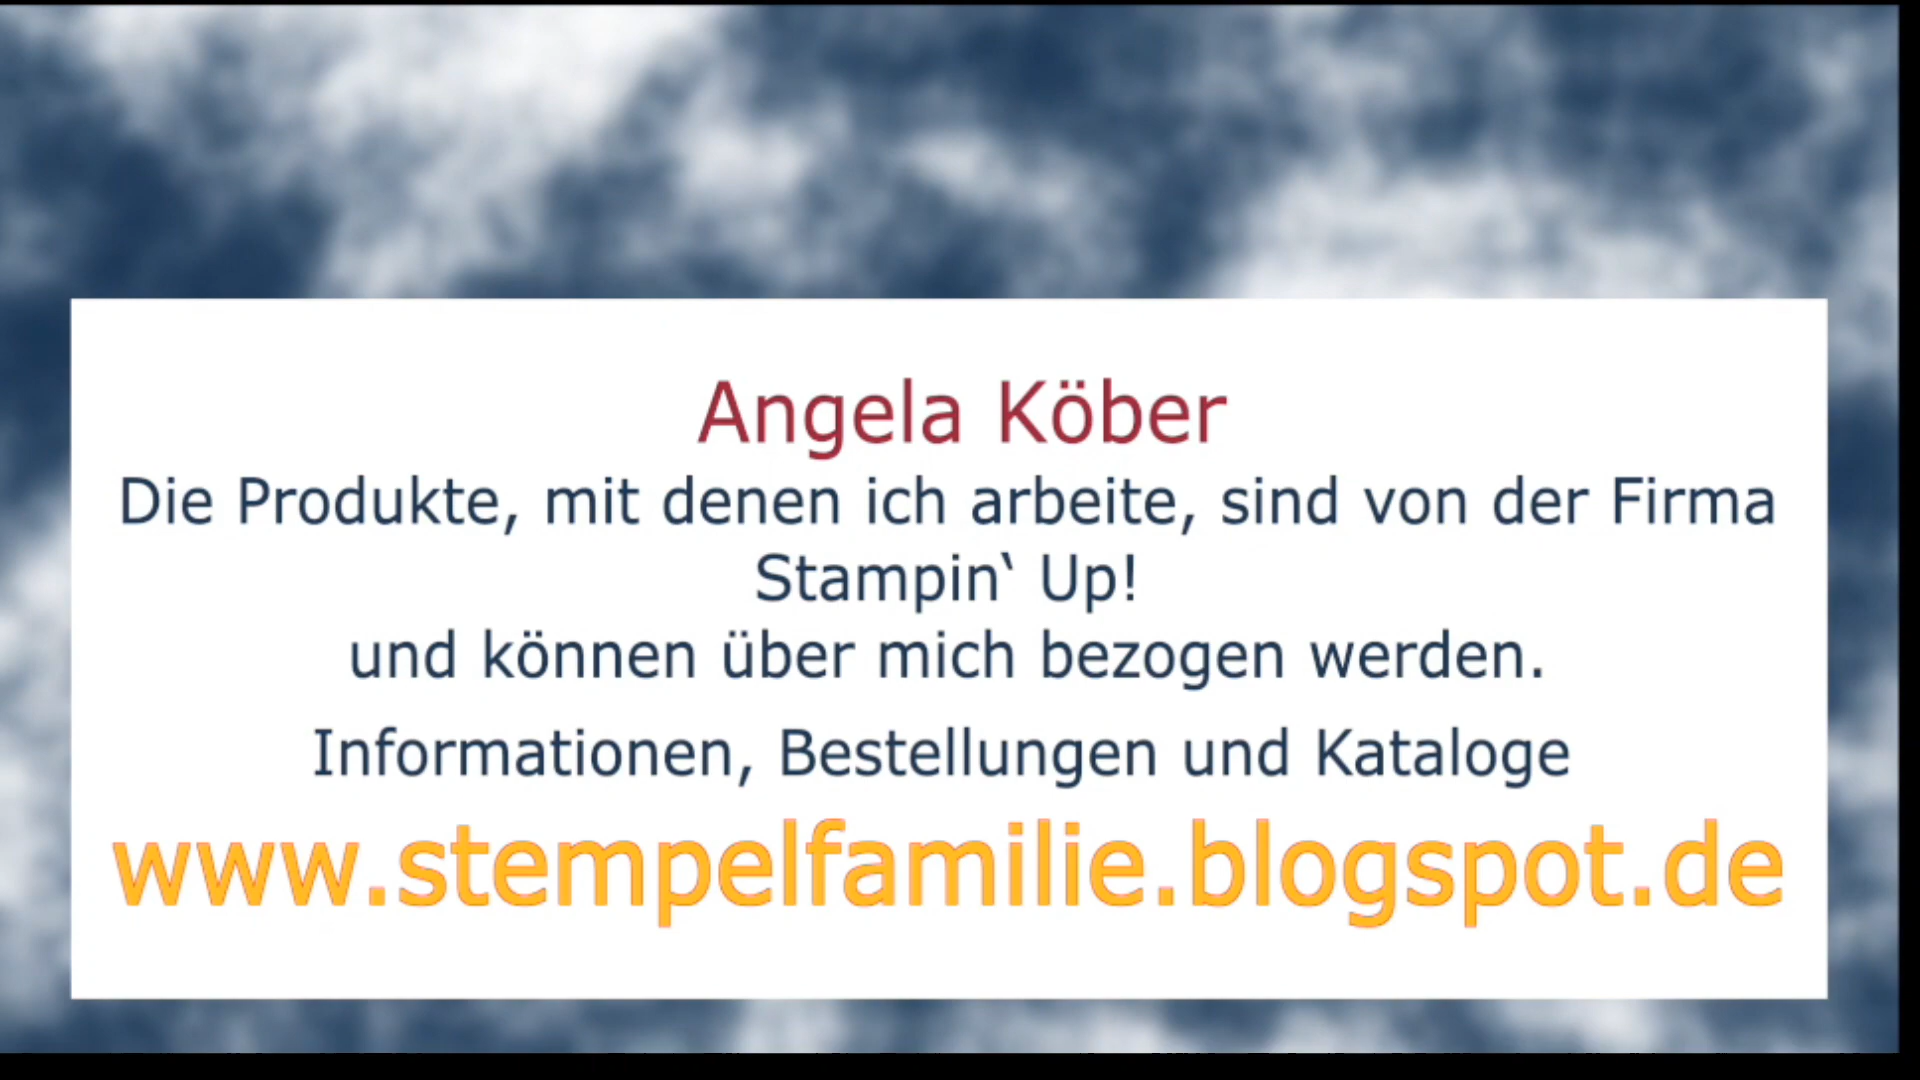 Angela Köber
Die Produkte, mit denen ich arbeite, sind von der Firma
Stampin‘ Up!
und können über mich bezogen werden.
Informationen, Bestellungen und Kataloge
www.stempelfamilie.blogspot.de